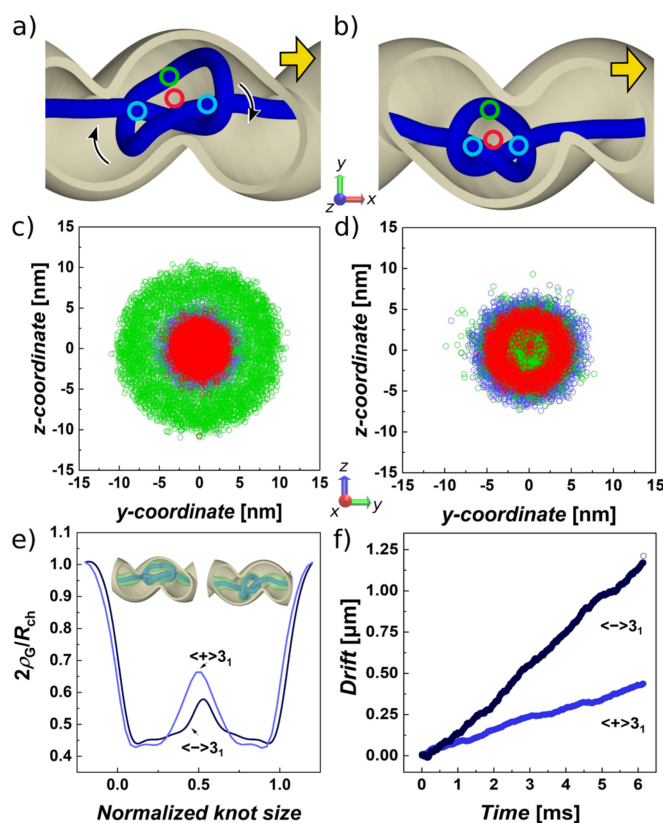 a)
b)
y
z
x
c)
d)
15
10
5
0
-5
-10
-15
z-coordinate [nm]
-15 -10 -5 0 5 10 15
y-coordinate [nm]
15
10
5
0
-5
-10
-15
z-coordinate [nm]
-15 -10 -5 0 5 10 15
y-coordinate [nm]
z
x
y
e)
f)
1.1
1.0
0.9
0.8
0.7
0.6
0.5
0.4
2ρG/Rch
<+>3₁
<->3₁
0.0 0.5 1.0
Normalized knot size
1.25
1.00
0.75
0.50
0.25
0.00
Drift [µm]
<->3₁
<+>3₁
0 1 2 3 4 5 6
Time [ms]